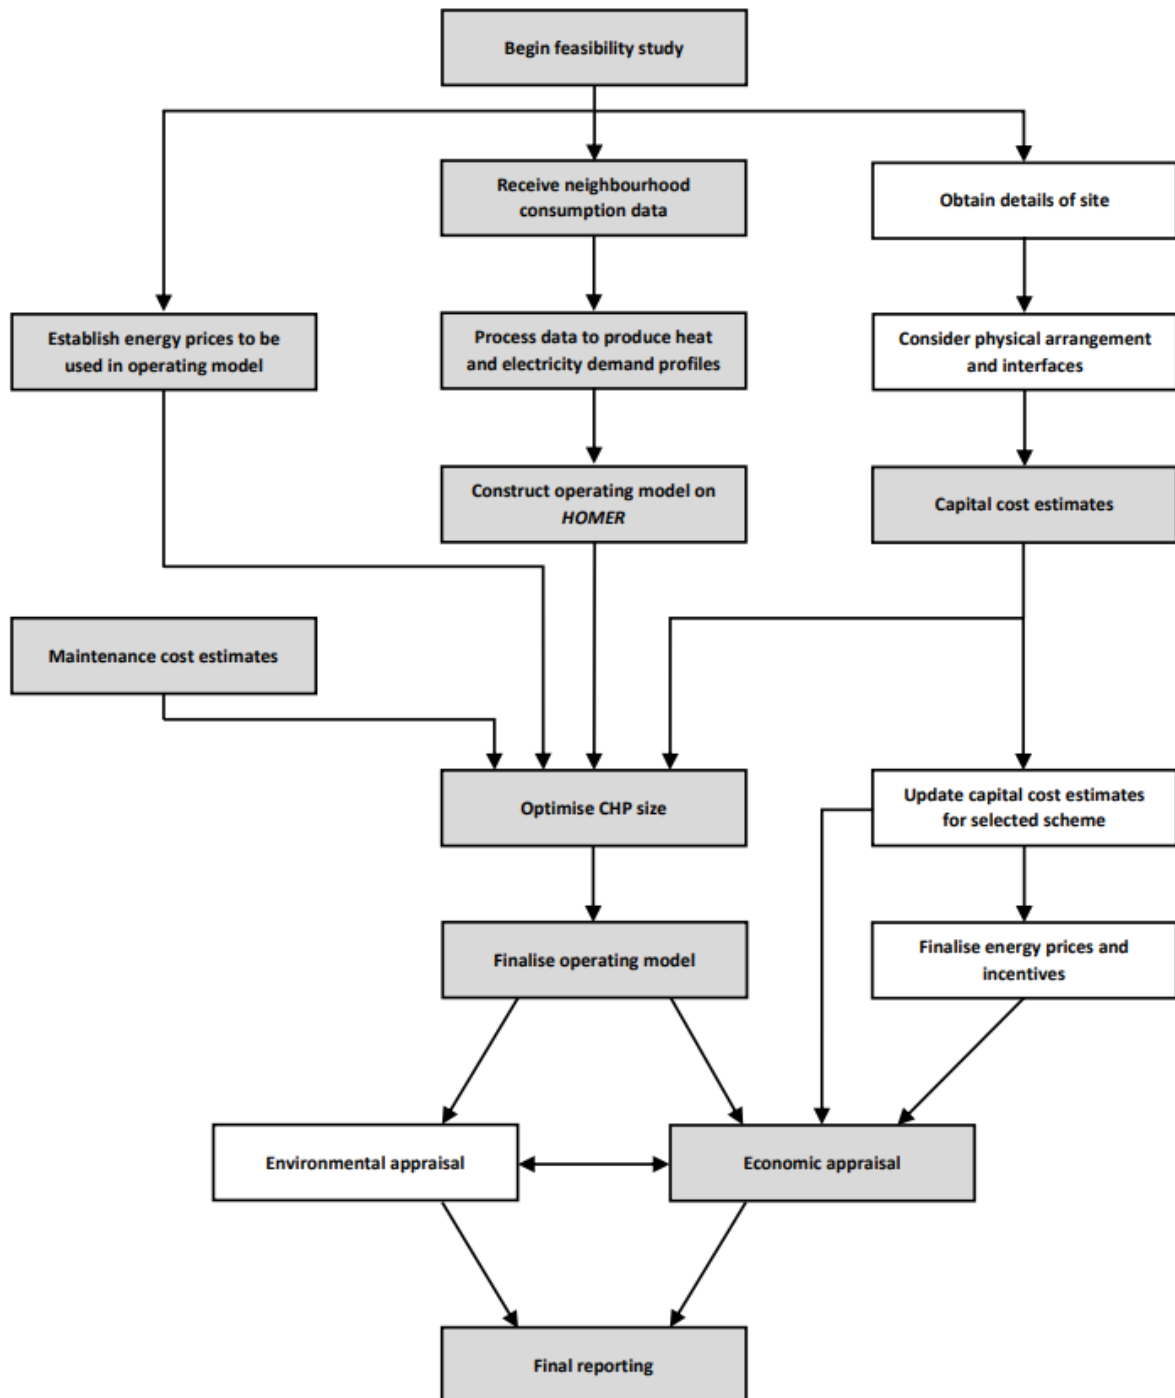 Begin feasibility study
Receive neighbourhood
consumption data
Obtain details of site
Establish energy prices to be
used in operating model
Process data to produce heat
and electricity demand profiles
Consider physical arrangement
and interfaces
Construct operating model on
HOMER
Capital cost estimates
Maintenance cost estimates
Optimise CHP size
Update capital cost estimates
for selected scheme
Finalise operating model
Finalise energy prices and
incentives
Environmental appraisal
Economic appraisal
Final reporting